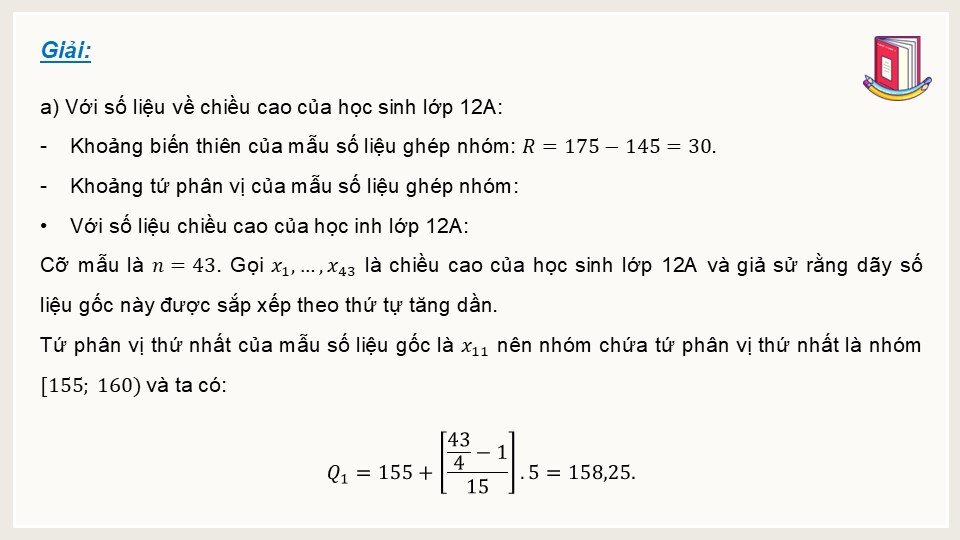 Giải:
a) Với số liệu về chiều cao của học sinh lớp 12A:
- Khoảng biến thiên của mẫu số liệu ghép nhóm: 𝑅 = 175 − 145 = 30.
- Khoảng tứ phân vị của mẫu số liệu ghép nhóm:
• Với số liệu chiều cao của học inh lớp 12A:
Cỡ mẫu là 𝑛 = 43. Gọi 𝑥₁, … , 𝑥₄₃ là chiều cao của học sinh lớp 12A và giả sử rằng dãy số
liệu gốc này được sắp xếp theo thứ tự tăng dần.
Tứ phân vị thứ nhất của mẫu số liệu gốc là 𝑥₁₁ nên nhóm chứa tứ phân vị thứ nhất là nhóm
[155; 160) và ta có:
𝑄₁ = 155 + [(43/4 − 1)/15] . 5 = 158,25.